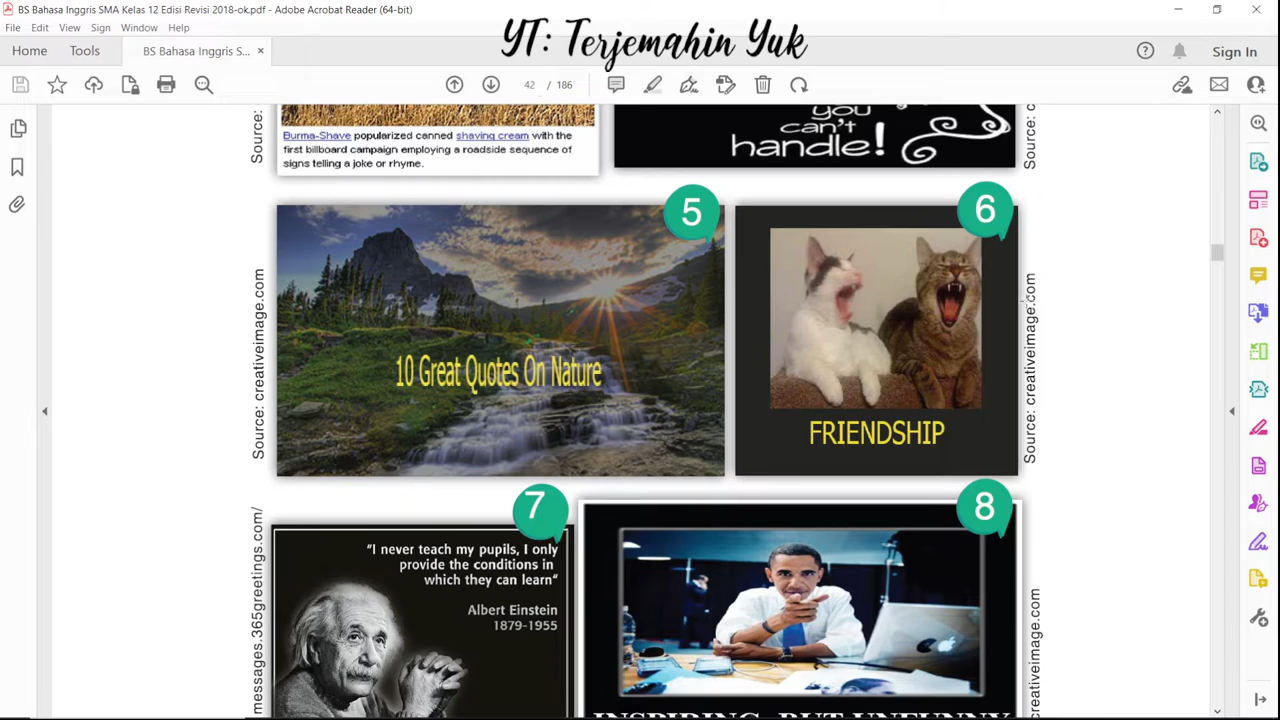 BS Bahasa Inggris SMA Kelas 12 Edisi Revisi 2018-ok.pdf - Adobe Acrobat Reader (64-bit)
YT: Terjemahin Yuk
File Edit View Sign Window Help
Home Tools BS Bahasa Inggris S... × Sign In
42 / 186
Source:
Burma-Shave popularized canned shaving cream with the
first billboard campaign employing a roadside sequence of
signs telling a joke or rhyme.
you
can't
handle!
Source: c
5
10 Great Quotes On Nature
Source: creativeimage.com
6
FRIENDSHIP
Source: creativeimage.com
7
"I never teach my pupils, I only
provide the conditions in
which they can learn"
Albert Einstein
1879-1955
messages.365greetings.com/
8
INSPIRING, BUT UNFUNNY
creativeimage.com